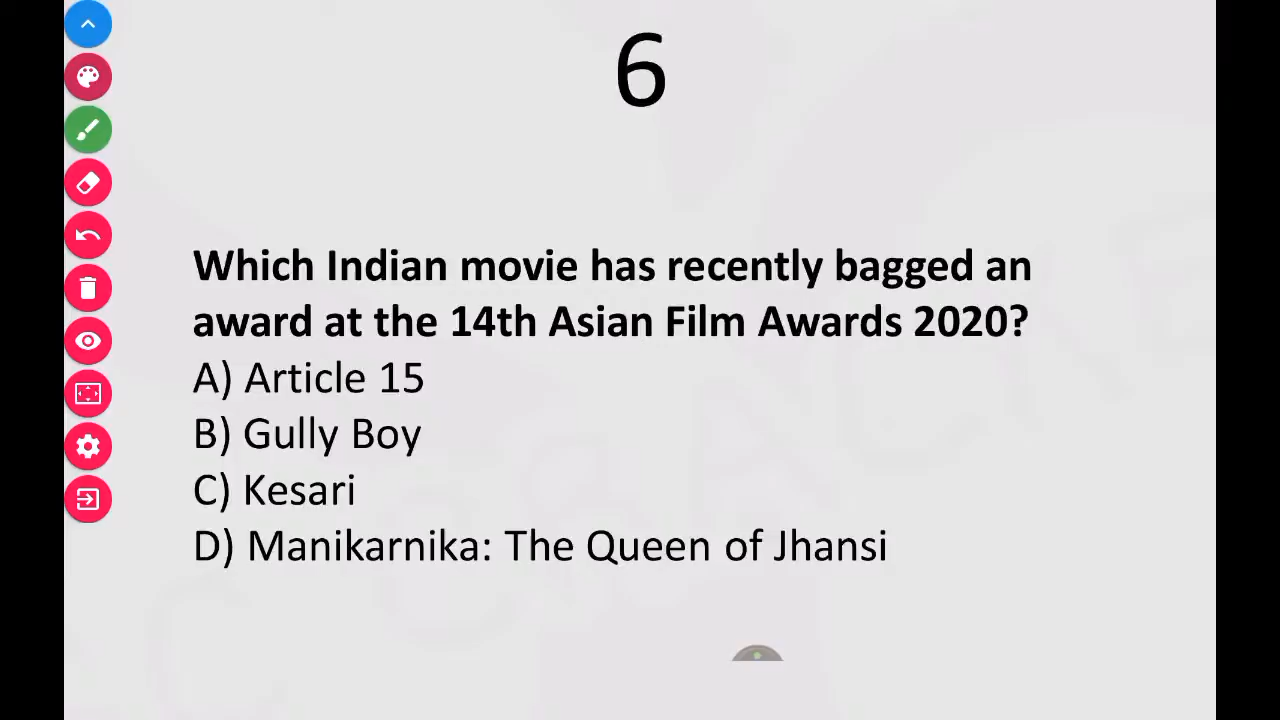 6
Which Indian movie has recently bagged an
award at the 14th Asian Film Awards 2020?
A) Article 15
B) Gully Boy
C) Kesari
D) Manikarnika: The Queen of Jhansi